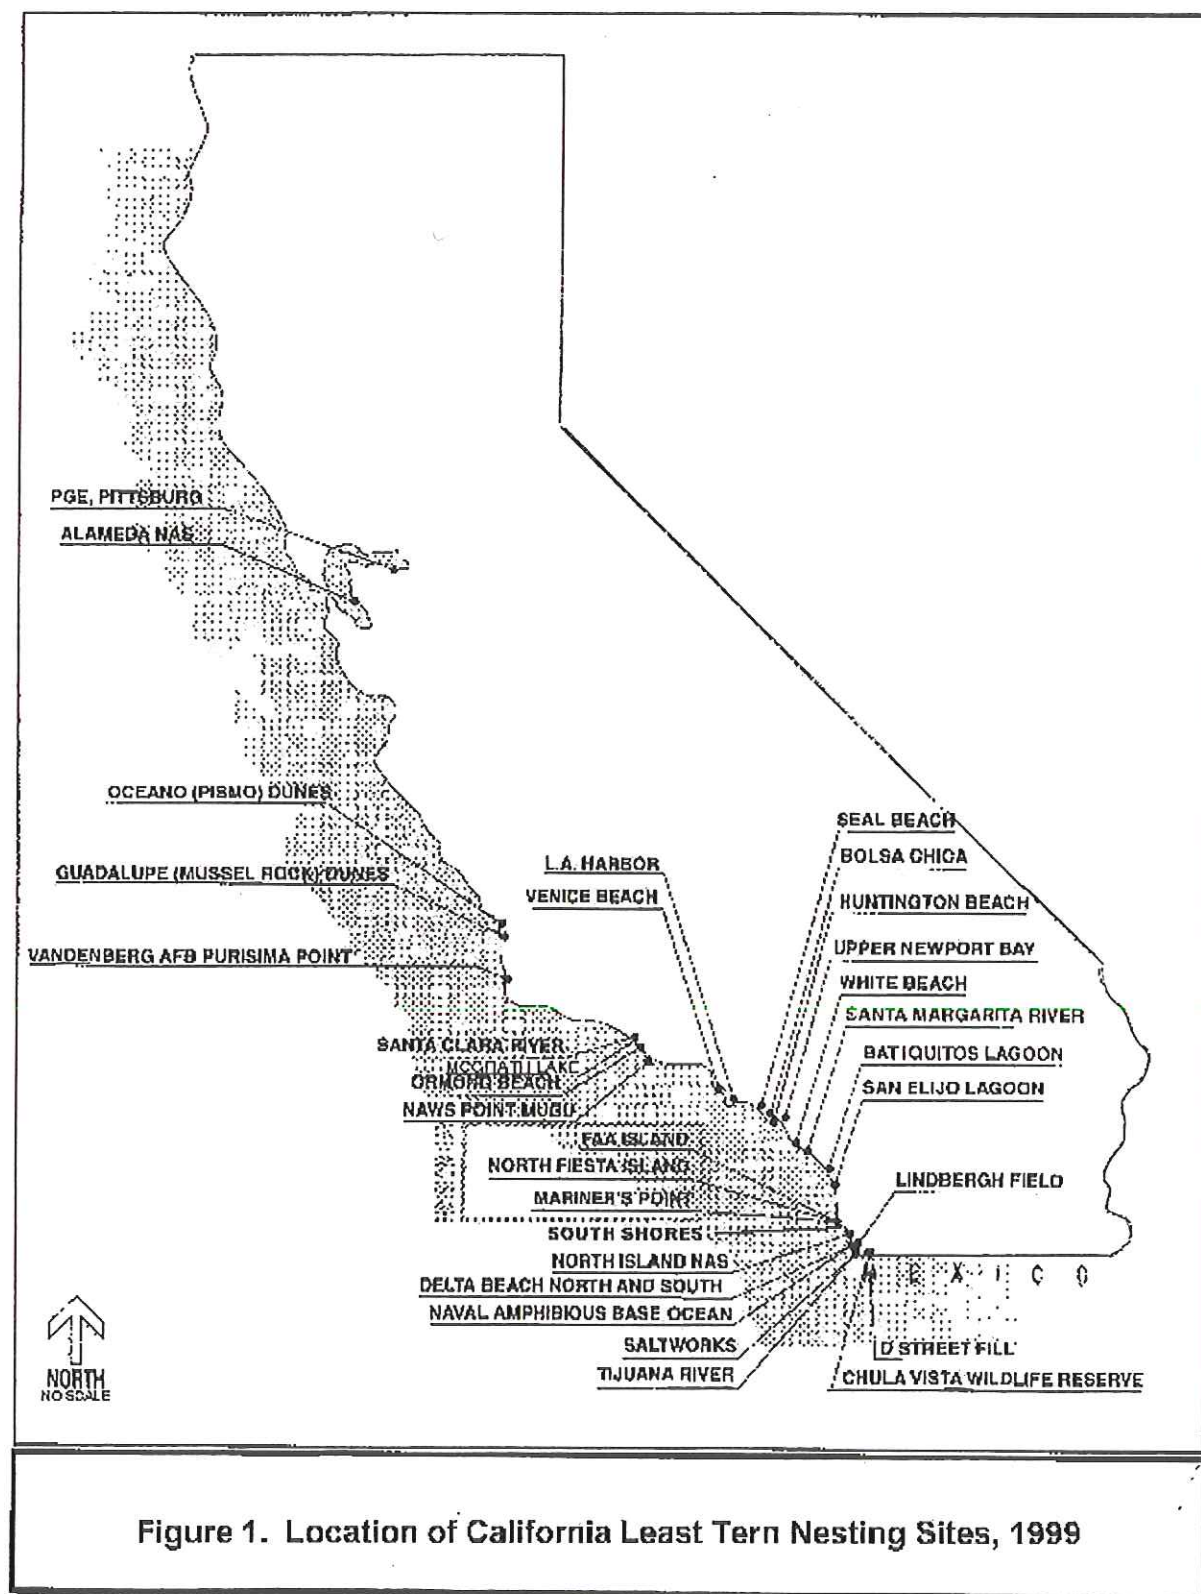 PGE, PITTSBURG
ALAMEDA NAS
OCEANO (PISMO) DUNES
GUADALUPE (MUSSEL ROCK) DUNES
VANDENBERG AFB PURISIMA POINT
SANTA CLARA RIVER
MCGRATH LAKE
ORMOND BEACH
NAWS POINT MUGU
L.A. HARBOR
VENICE BEACH
SEAL BEACH
BOLSA CHICA
HUNTINGTON BEACH
UPPER NEWPORT BAY
WHITE BEACH
SANTA MARGARITA RIVER
BATIQUITOS LAGOON
SAN ELIJO LAGOON
FAA ISLAND
NORTH FIESTA ISLAND
MARINER'S POINT
SOUTH SHORES
NORTH ISLAND NAS
DELTA BEACH NORTH AND SOUTH
NAVAL AMPHIBIOUS BASE OCEAN
SALTWORKS
TIJUANA RIVER
LINDBERGH FIELD
MEXICO
D STREET FILL
CHULA VISTA WILDLIFE RESERVE
NORTH
NO SCALE
Figure 1. Location of California Least Tern Nesting Sites, 1999